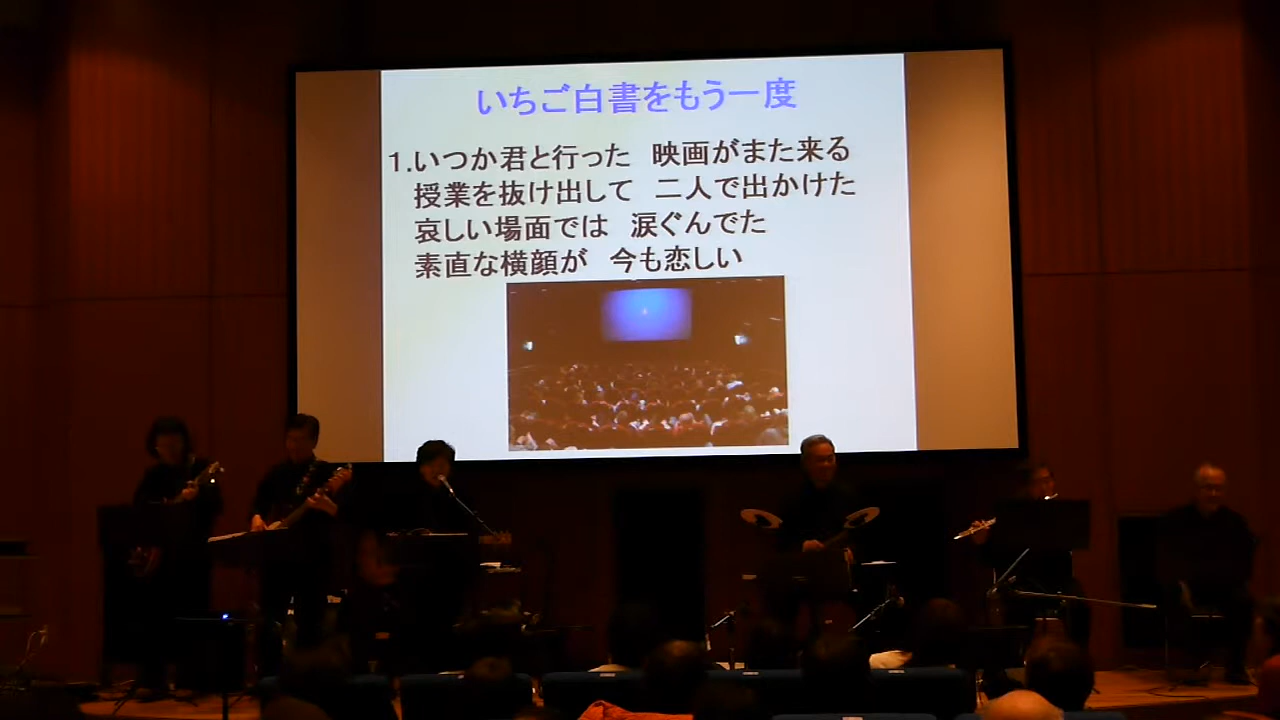 いちご白書をもう一度
1.いつか君と行った　映画がまた来る
授業を抜け出して　二人で出かけた
哀しい場面では　涙ぐんでた
素直な横顔が　今も恋しい